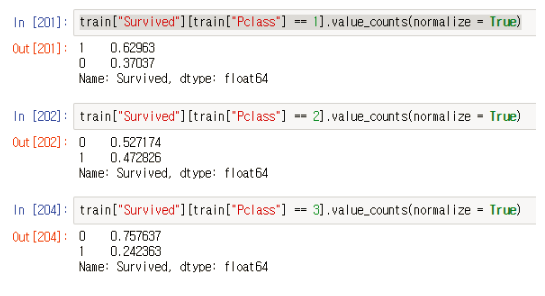 In [201]: train["Survived"][train["Pclass"] == 1].value_counts(normalize = True)
Out[201]: 1    0.62963
0    0.37037
Name: Survived, dtype: float64
In [202]: train["Survived"][train["Pclass"] == 2].value_counts(normalize = True)
Out[202]: 0    0.527174
1    0.472826
Name: Survived, dtype: float64
In [204]: train["Survived"][train["Pclass"] == 3].value_counts(normalize = True)
Out[204]: 0    0.757637
1    0.242363
Name: Survived, dtype: float64